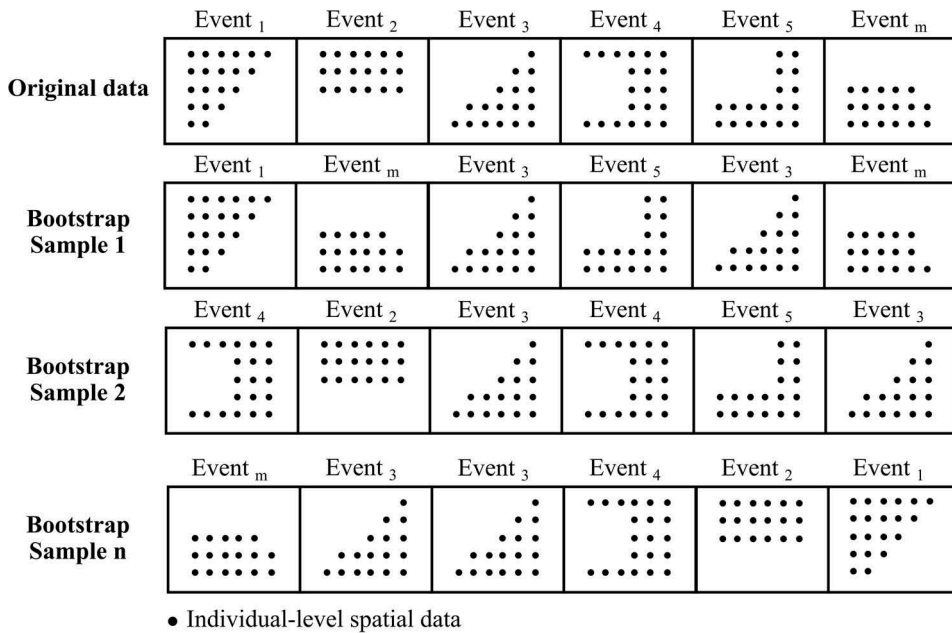 Event 1 Event 2 Event 3 Event 4 Event 5 Event m
Original data
Event 1 Event m Event 3 Event 5 Event 3 Event m
Bootstrap
Sample 1
Event 4 Event 2 Event 3 Event 4 Event 5 Event 3
Bootstrap
Sample 2
Event m Event 3 Event 3 Event 4 Event 2 Event 1
Bootstrap
Sample n
Individual-level spatial data